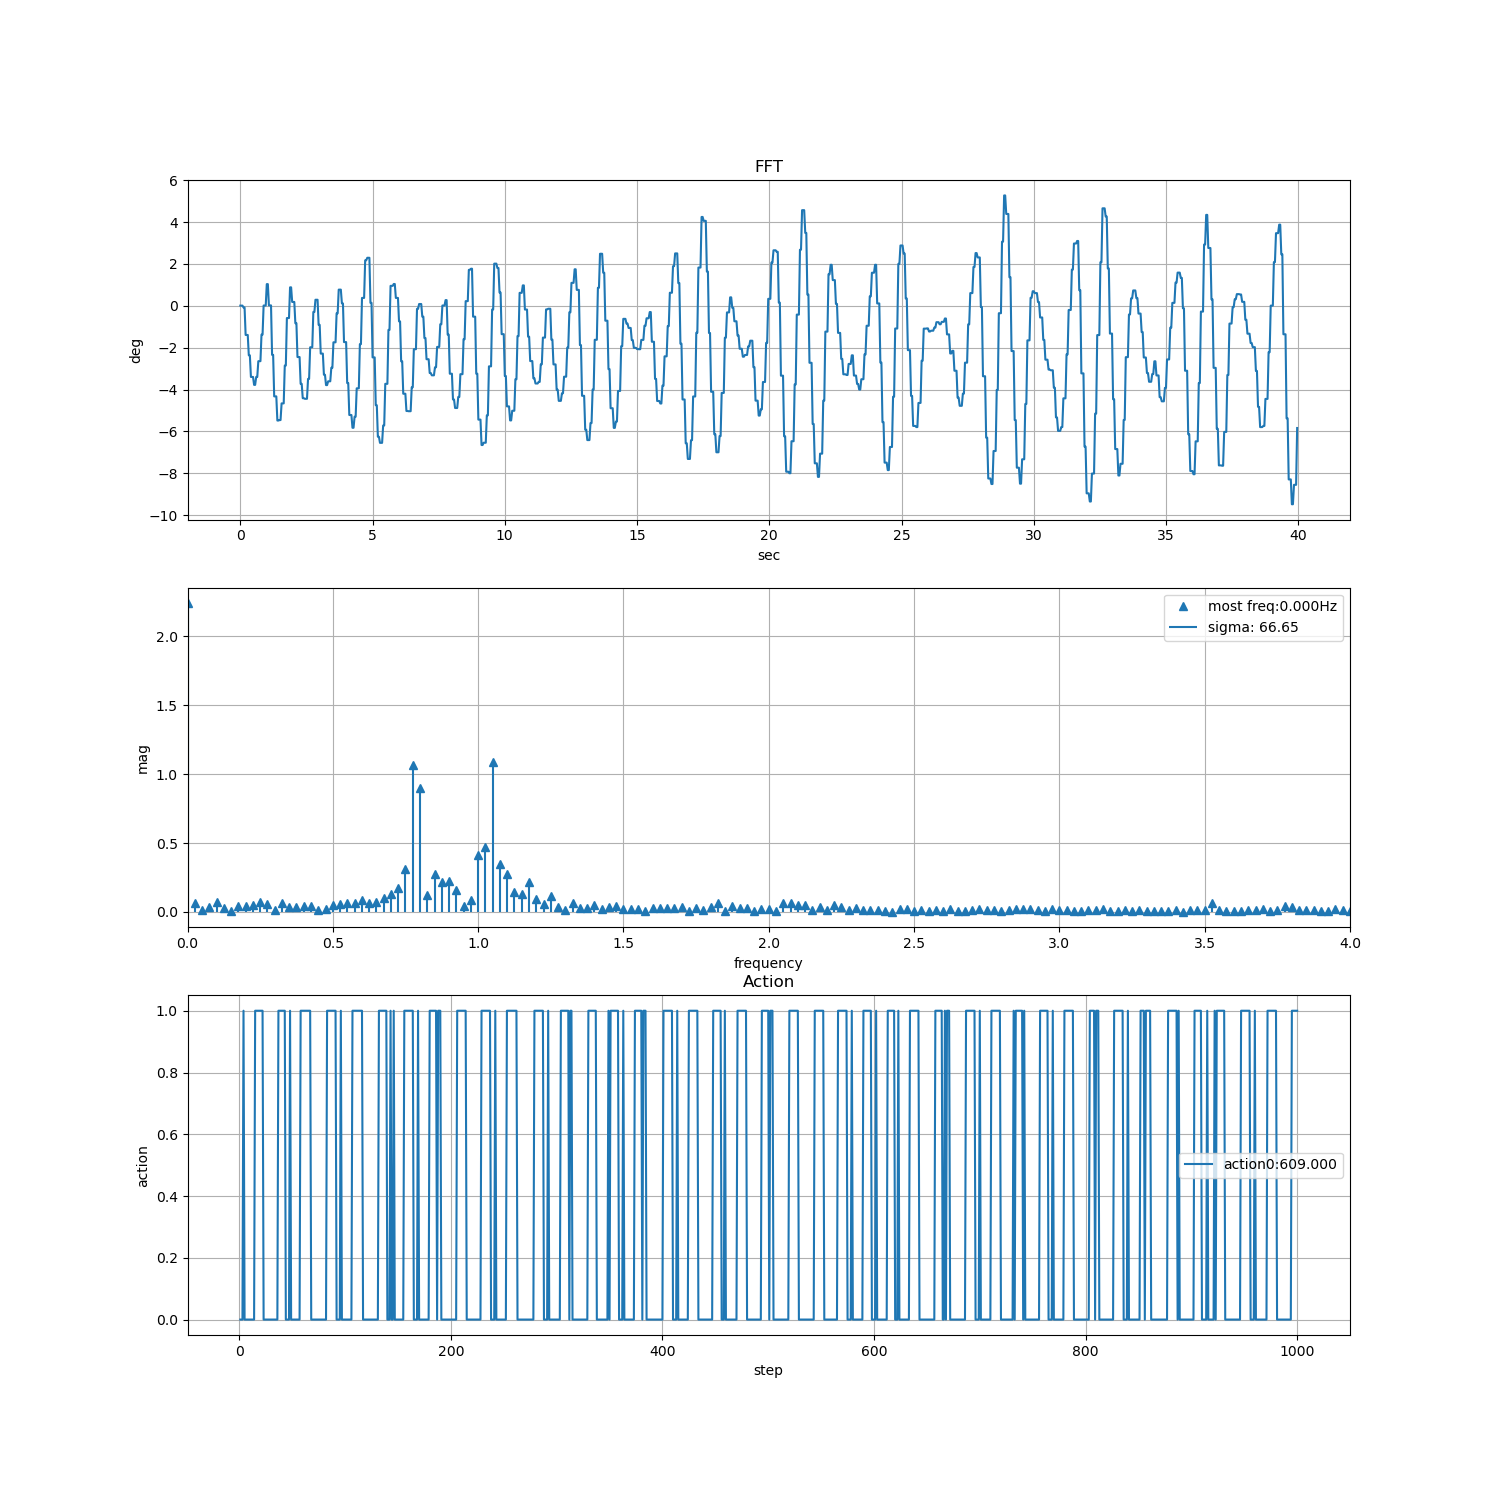 FFT
6
4
2
0
−2
−4
−6
−8
−10
deg
0 5 10 15 20 25 30 35 40
sec
most freq:0.000Hz
sigma: 66.65
2.0
1.5
1.0
0.5
0.0
mag
0.0 0.5 1.0 1.5 2.0 2.5 3.0 3.5 4.0
frequency
Action
1.0
0.8
0.6
0.4
0.2
0.0
action
action0:609.000
0 200 400 600 800 1000
step